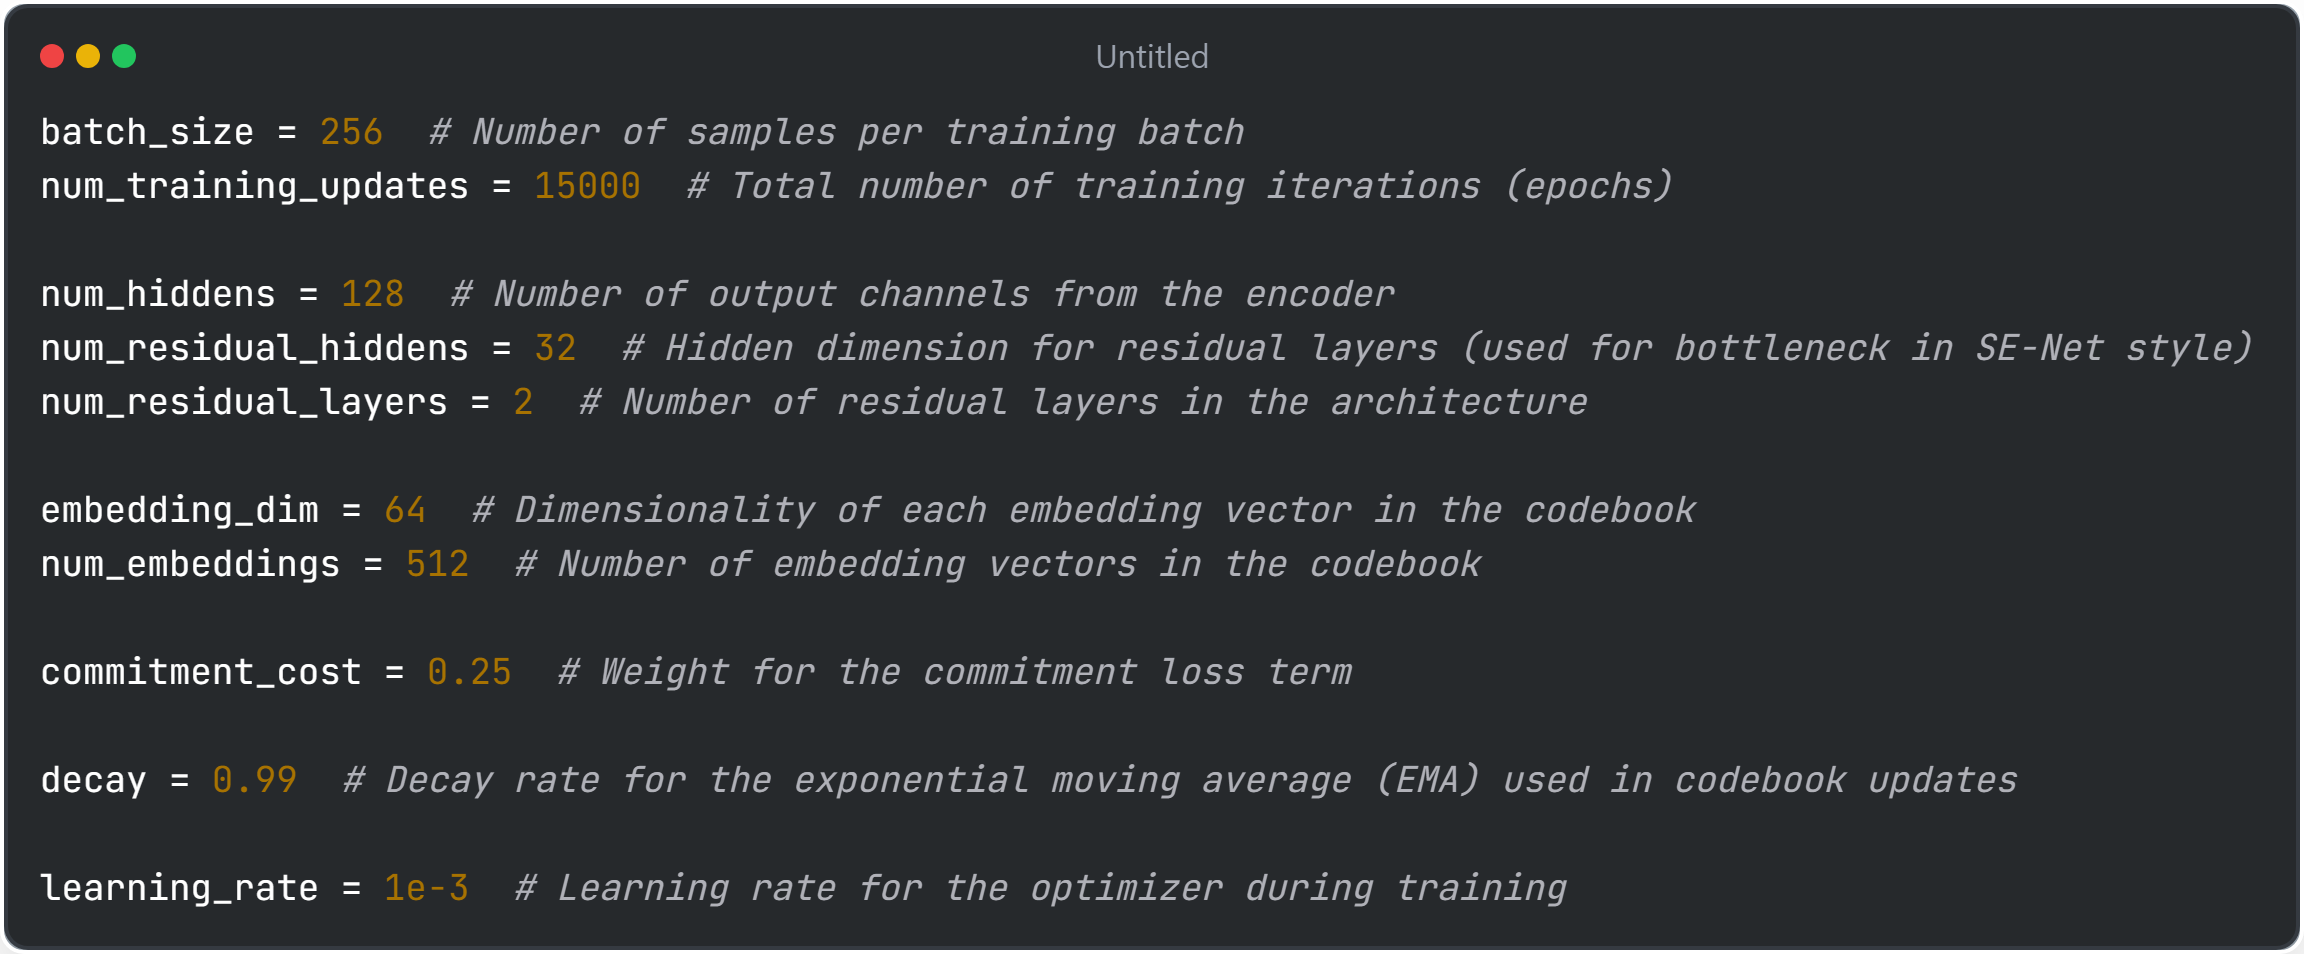 Untitled
batch_size = 256  # Number of samples per training batch
num_training_updates = 15000  # Total number of training iterations (epochs)
num_hiddens = 128  # Number of output channels from the encoder
num_residual_hiddens = 32  # Hidden dimension for residual layers (used for bottleneck in SE-Net style)
num_residual_layers = 2  # Number of residual layers in the architecture
embedding_dim = 64  # Dimensionality of each embedding vector in the codebook
num_embeddings = 512  # Number of embedding vectors in the codebook
commitment_cost = 0.25  # Weight for the commitment loss term
decay = 0.99  # Decay rate for the exponential moving average (EMA) used in codebook updates
learning_rate = 1e-3  # Learning rate for the optimizer during training